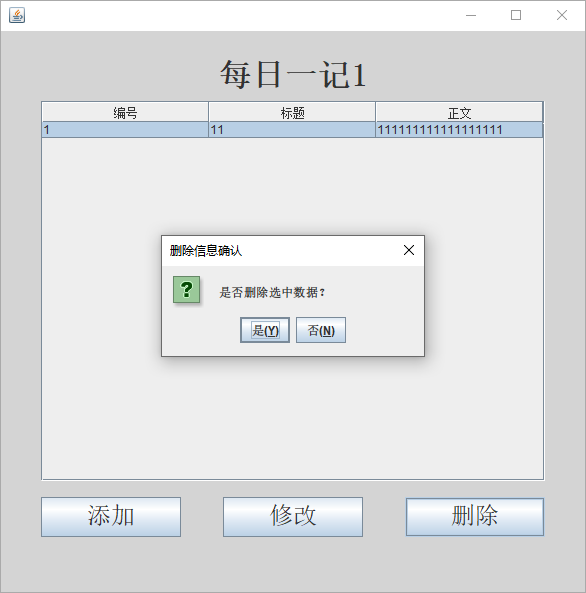 每日一记1
编号 标题 正文
1 11 111111111111111111
删除信息确认
?
是否删除选中数据?
是(Y) 否(N)
添加 修改 删除